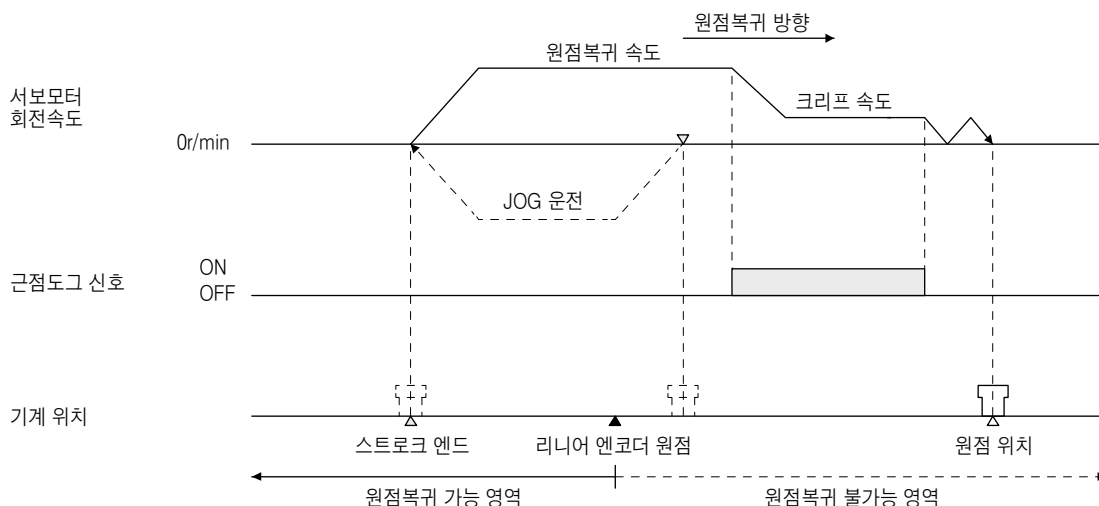 원점복귀 방향
원점복귀 속도
서보모터
회전속도
크리프 속도
0r/min
JOG 운전
근점도그 신호
ON
OFF
기계 위치
스트로크 엔드
리니어 엔코더 원점
원점 위치
원점복귀 가능 영역
원점복귀 불가능 영역